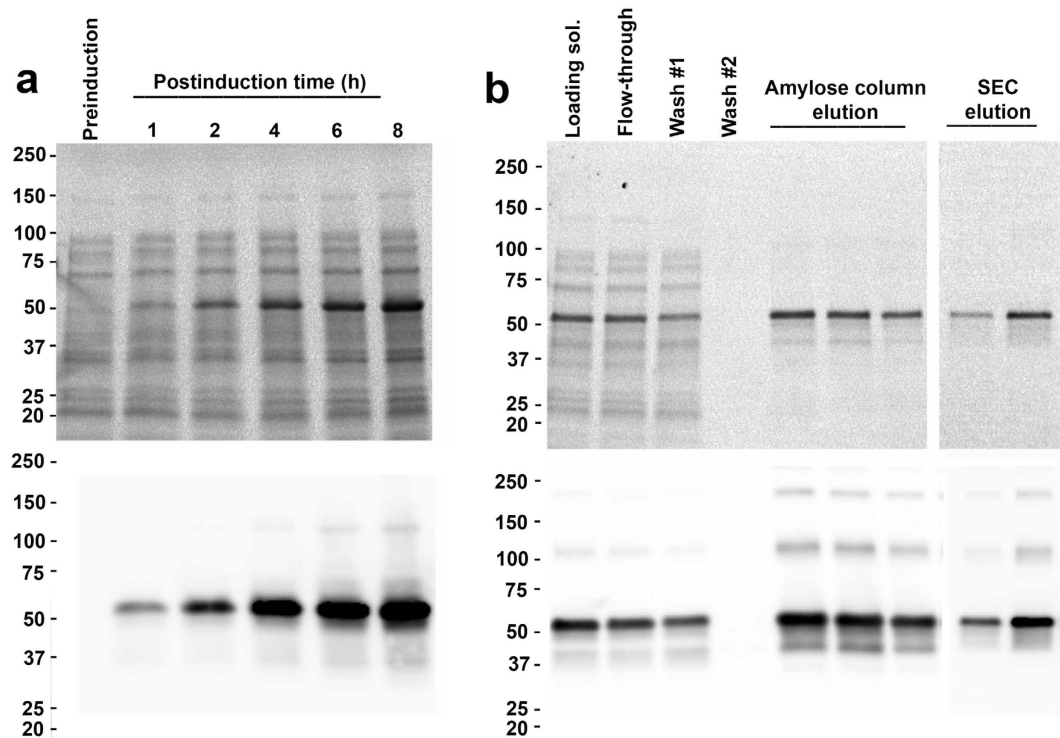 a
Preinduction
Postinduction time (h)
1 2 4 6 8
250 -
150 -
100 -
75 -
50 -
37 -
25 -
20 -
250 -
150 -
100 -
75 -
50 -
37 -
25 -
20 -
b
Loading sol.
Flow-through
Wash #1
Wash #2
Amylose column
elution
SEC
elution
250 -
150 -
100 -
75 -
50 -
37 -
25 -
20 -
250 -
150 -
100 -
75 -
50 -
37 -
25 -
20 -